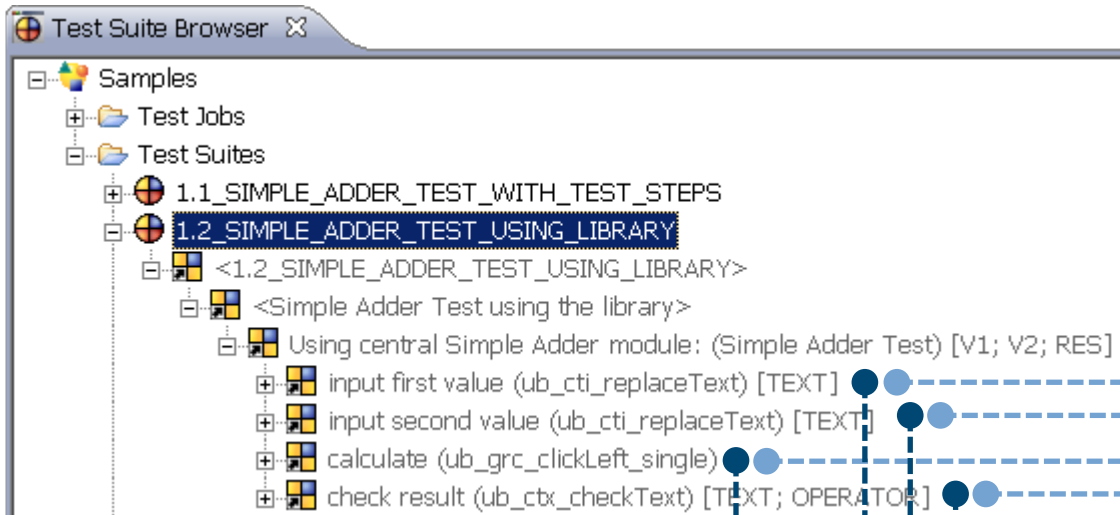 Test Suite Browser
Samples
Test Jobs
Test Suites
1.1_SIMPLE_ADDER_TEST_WITH_TEST_STEPS
1.2_SIMPLE_ADDER_TEST_USING_LIBRARY
<1.2_SIMPLE_ADDER_TEST_USING_LIBRARY>
<Simple Adder Test using the library>
Using central Simple Adder module: (Simple Adder Test) [V1; V2; RES]
input first value (ub_cti_replaceText) [TEXT]
input second value (ub_cti_replaceText) [TEXT]
calculate (ub_grc_clickLeft_single)
check result (ub_ctx_checkText) [TEXT; OPERATOR]